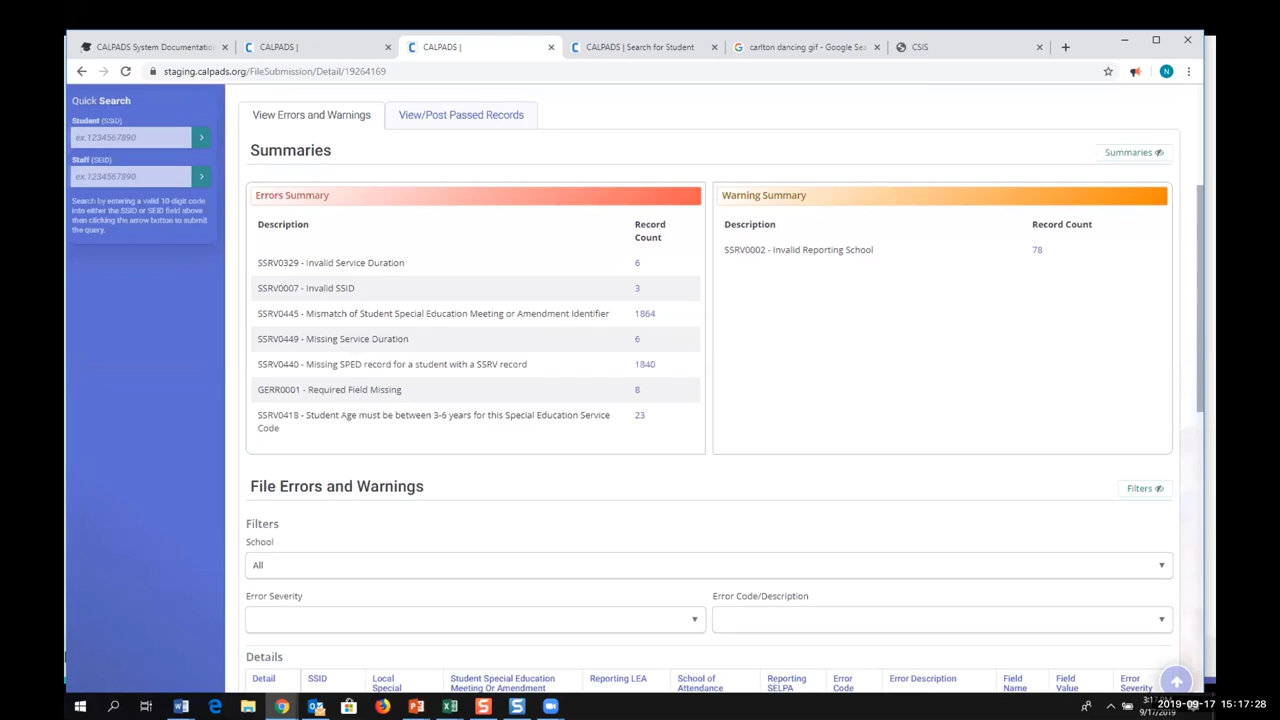 CALPADS System Documentation
CALPADS |
CALPADS |
CALPADS | Search for Student
carlton dancing gif - Google Sea
CSIS
staging.calpads.org/FileSubmission/Detail/19264169
N
Quick Search
Student (SSID)
ex.1234567890
Staff (SEID)
ex.1234567890
Search by entering a valid 10-digit code
into either the SSID or SEID field above
then clicking the arrow button to submit
the query.
View Errors and Warnings
View/Post Passed Records
Summaries
Summaries
Errors Summary
Description Record
Count
SSRV0329 - Invalid Service Duration 6
SSRV0007 - Invalid SSID 3
SSRV0445 - Mismatch of Student Special Education Meeting or Amendment Identifier 1864
SSRV0449 - Missing Service Duration 6
SSRV0440 - Missing SPED record for a student with a SSRV record 1840
GERR0001 - Required Field Missing 8
SSRV0418 - Student Age must be between 3-6 years for this Special Education Service 23
Code
Warning Summary
Description Record Count
SSRV0002 - Invalid Reporting School 78
File Errors and Warnings
Filters
Filters
School
All
Error Severity
Error Code/Description
Details
Detail SSID Local Student Special Education Reporting LEA School of Reporting Error Error Description Field Field Error
Special Meeting Or Amendment Attendance SELPA Code Name Value Severity
9/17/2019
2019-09-17 15:17:28